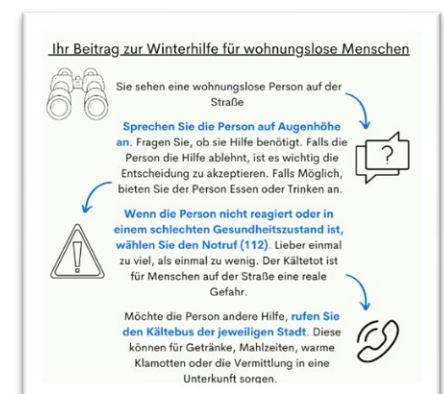 Ihr Beitrag zur Winterhilfe für wohnungslose Menschen
Sie sehen eine wohnungslose Person auf der
Straße
Sprechen Sie die Person auf Augenhöhe
an. Fragen Sie, ob sie Hilfe benötigt. Falls die
Person die Hilfe ablehnt, ist es wichtig die
Entscheidung zu akzeptieren. Falls Möglich,
bieten Sie der Person Essen oder Trinken an.
?
Wenn die Person nicht reagiert oder in
einem schlechten Gesundheitszustand ist,
wählen Sie den Notruf (112). Lieber einmal
zu viel, als einmal zu wenig. Der Kältetot ist
für Menschen auf der Straße eine reale
Gefahr.
Möchte die Person andere Hilfe, rufen Sie
den Kältebus der jeweiligen Stadt. Diese
können für Getränke, Mahlzeiten, warme
Klamotten oder die Vermittlung in eine
Unterkunft sorgen.